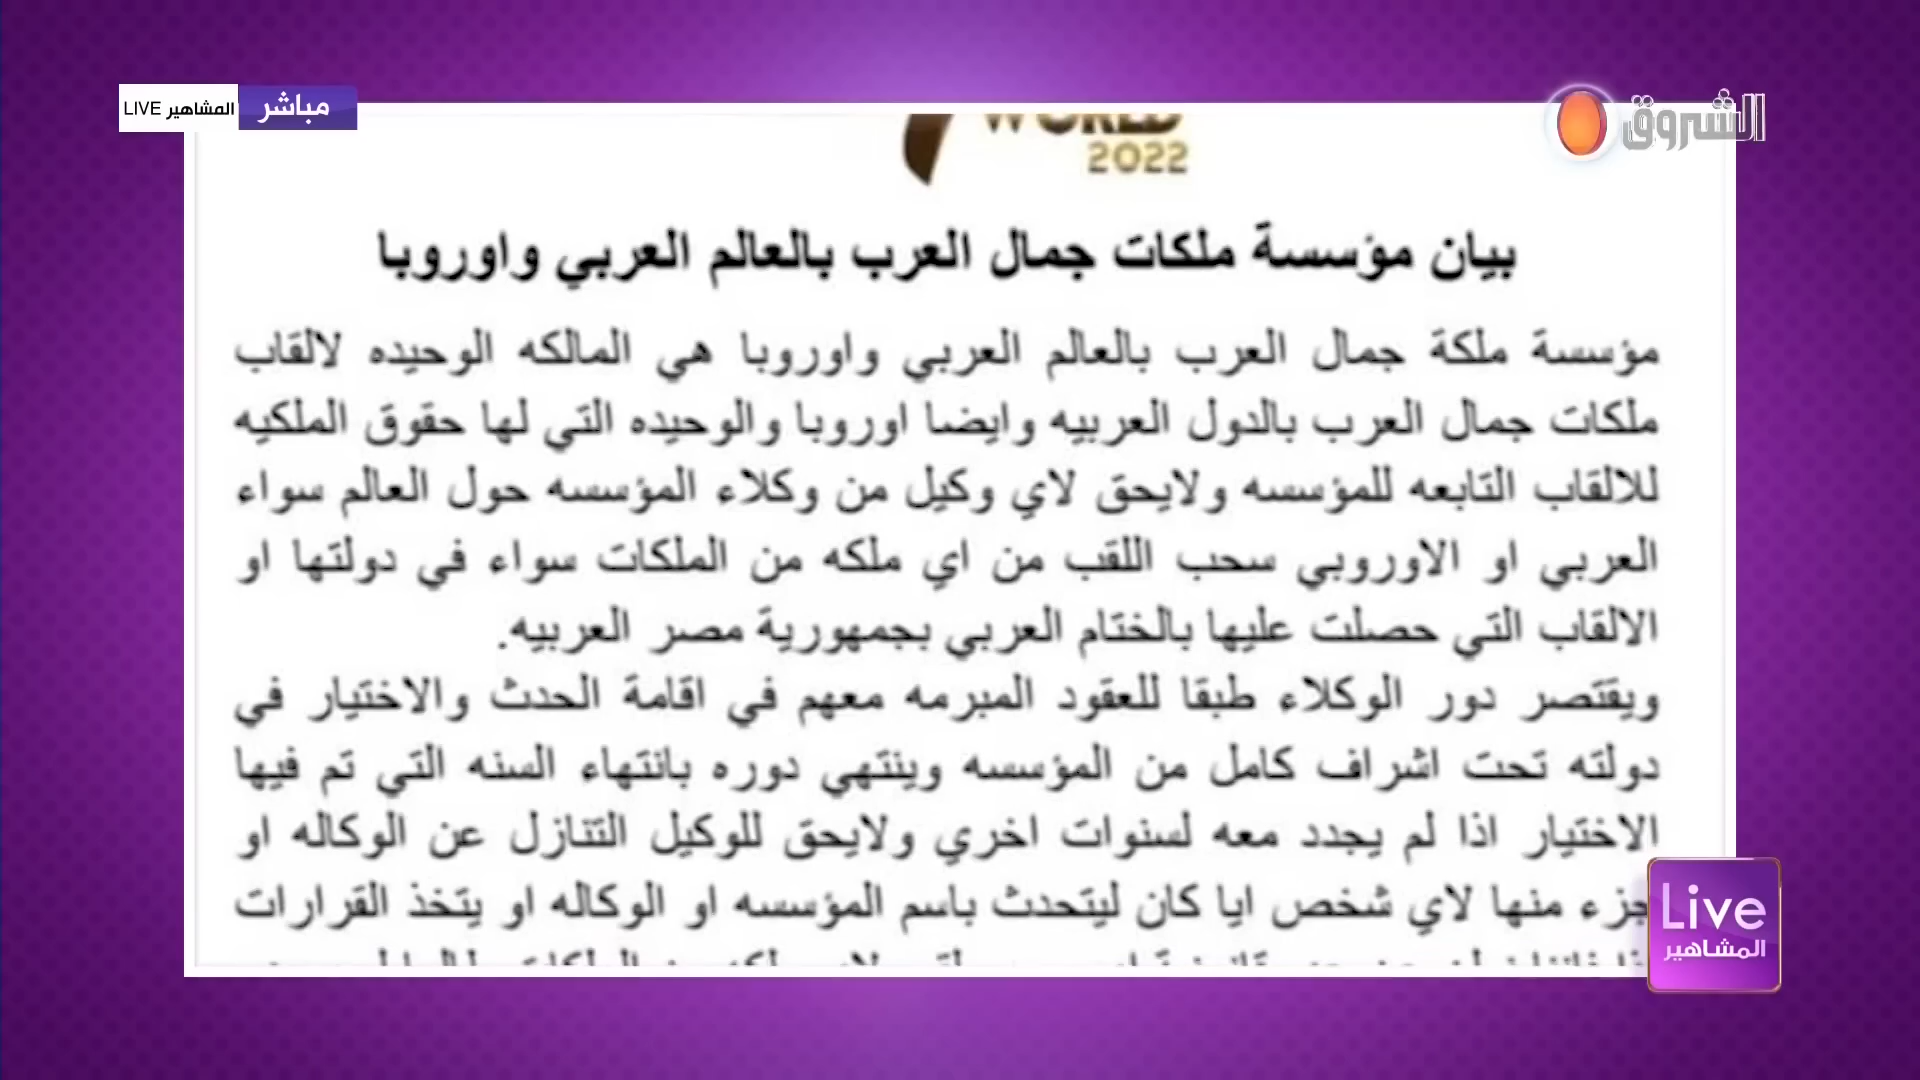 المشاهير LIVE
مباشر
الشروق
WORLD
2022
بيان مؤسسة ملكات جمال العرب بالعالم العربي واوروبا
مؤسسة ملكة جمال العرب بالعالم العربي واوروبا هي المالكه الوحيده لالقاب
ملكات جمال العرب بالدول العربيه وايضا اوروبا والوحيده التي لها حقوق الملكيه
للالقاب التابعه للمؤسسه ولايحق لاي وكيل من وكلاء المؤسسه حول العالم سواء
العربي او الاوروبي سحب اللقب من اي ملكه من الملكات سواء في دولتها او
الالقاب التي حصلت عليها بالختام العربي بجمهورية مصر العربيه.
ويقتصر دور الوكلاء طبقا للعقود المبرمه معهم في اقامة الحدث والاختيار في
دولته تحت اشراف كامل من المؤسسه وينتهي دوره بانتهاء السنه التي تم فيها
الاختيار اذا لم يجدد معه لسنوات اخري ولايحق للوكيل التنازل عن الوكاله او
جزء منها لاي شخص ايا كان ليتحدث باسم المؤسسه او الوكاله او يتخذ القرارات
Live
المشاهير